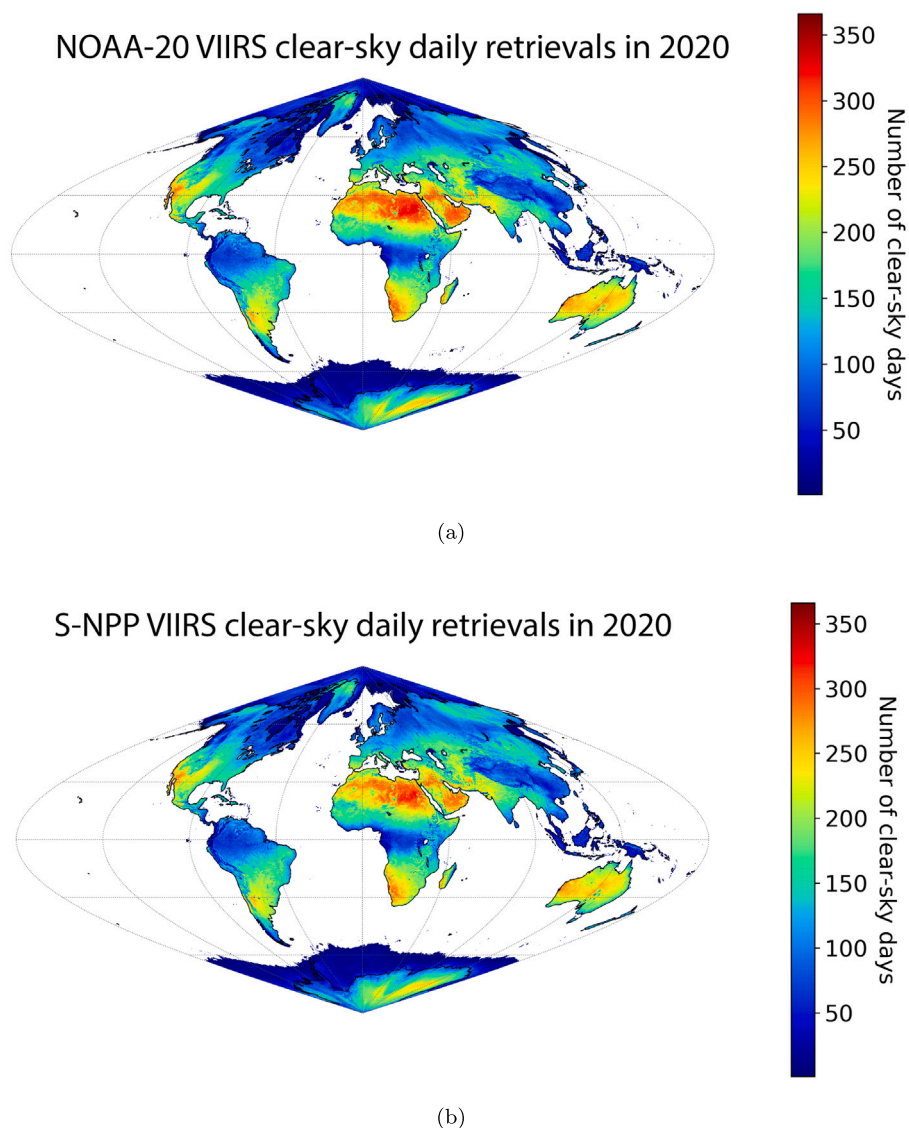 NOAA-20 VIIRS clear-sky daily retrievals in 2020
350
300
250
200
150
100
50
Number of clear-sky days
(a)
S-NPP VIIRS clear-sky daily retrievals in 2020
350
300
250
200
150
100
50
Number of clear-sky days
(b)